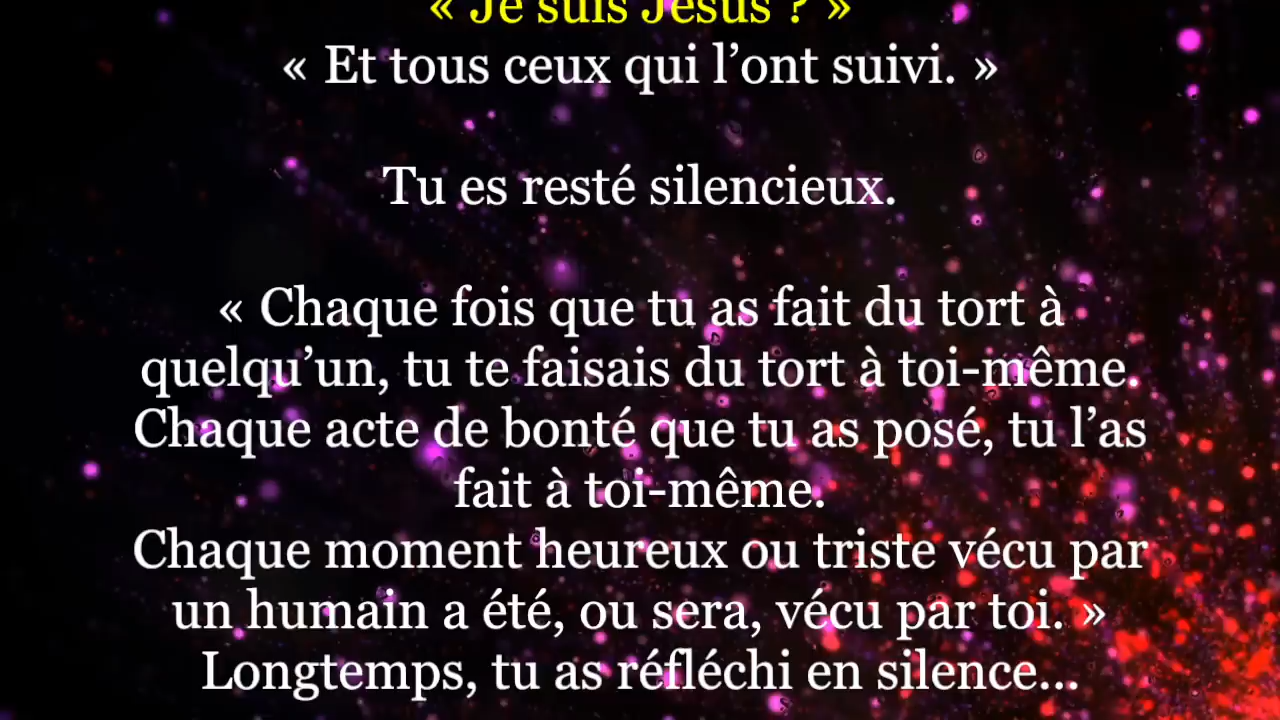 « Je suis Jésus ? »
« Et tous ceux qui l’ont suivi. »
Tu es resté silencieux.
« Chaque fois que tu as fait du tort à
quelqu’un, tu te faisais du tort à toi-même.
Chaque acte de bonté que tu as posé, tu l’as
fait à toi-même.
Chaque moment heureux ou triste vécu par
un humain a été, ou sera, vécu par toi. »
Longtemps, tu as réfléchi en silence...